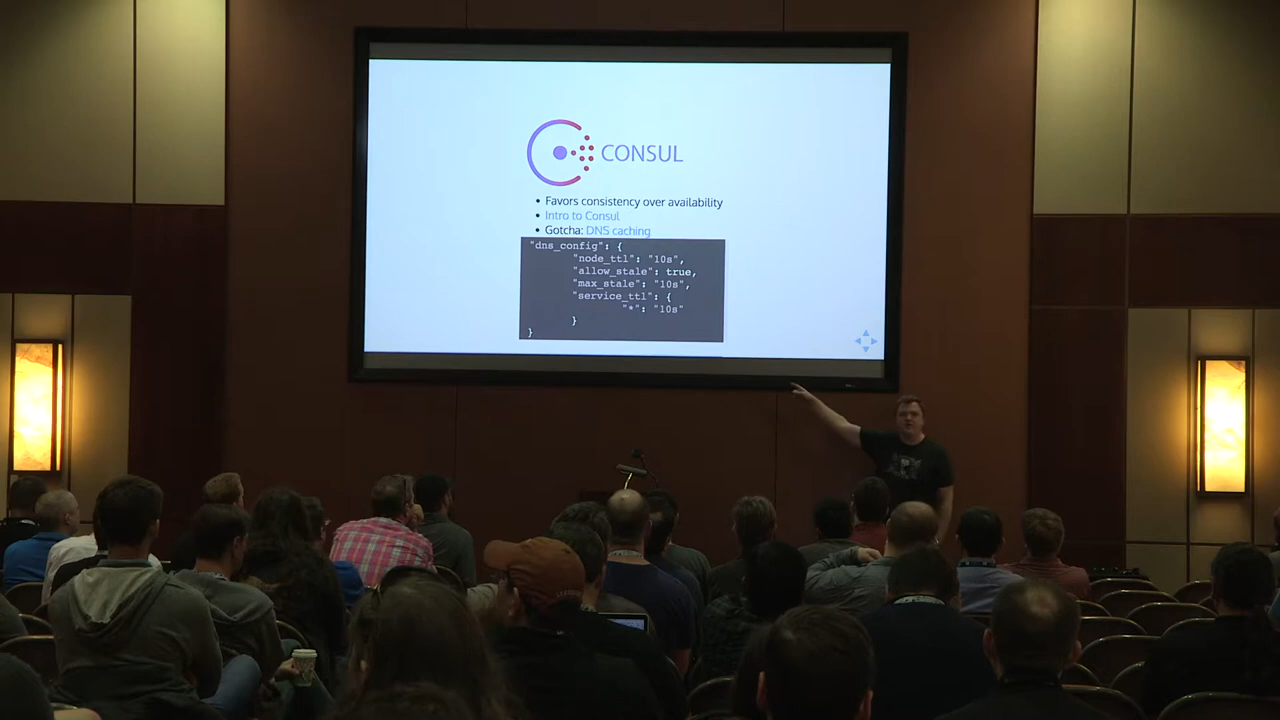 CONSUL
• Favors consistency over availability
• Intro to Consul
• Gotcha: DNS caching
"dns_config": {
"node_ttl": "10s",
"allow_stale": true,
"max_stale": "10s",
"service_ttl": {
"*": "10s"
}
}